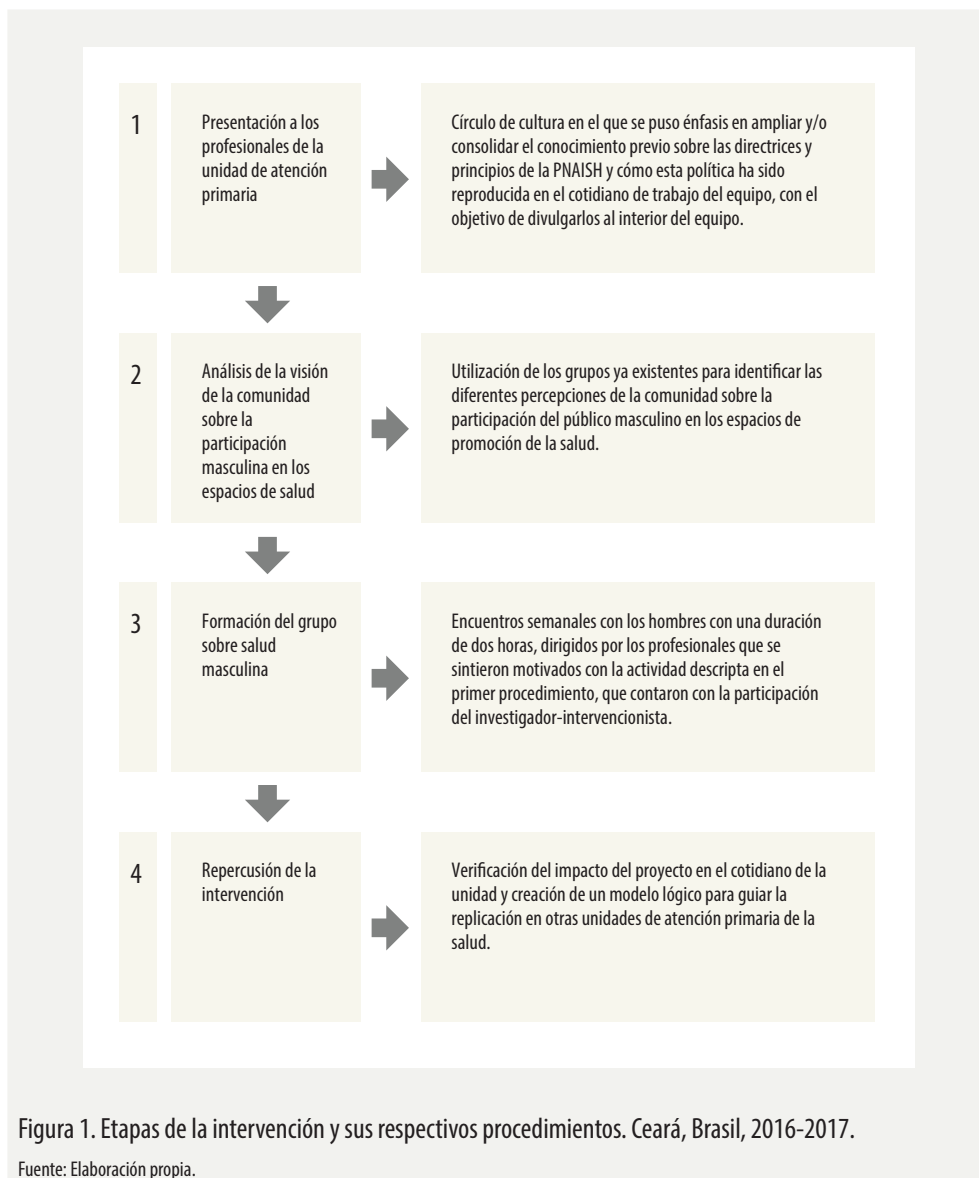 1
Presentación a los
profesionales de la
unidad de atención
primaria
Círculo de cultura en el que se puso énfasis en ampliar y/o
consolidar el conocimiento previo sobre las directrices y
principios de la PNAISH y cómo esta política ha sido
reproducida en el cotidiano de trabajo del equipo, con el
objetivo de divulgarlos al interior del equipo.
2
Análisis de la visión
de la comunidad
sobre la
participación
masculina en los
espacios de salud
Utilización de los grupos ya existentes para identificar las
diferentes percepciones de la comunidad sobre la
participación del público masculino en los espacios de
promoción de la salud.
3
Formación del grupo
sobre salud
masculina
Encuentros semanales con los hombres con una duración
de dos horas, dirigidos por los profesionales que se
sintieron motivados con la actividad descripta en el
primer procedimiento, que contaron con la participación
del investigador-intervencionista.
4
Repercusión de la
intervención
Verificación del impacto del proyecto en el cotidiano de la
unidad y creación de un modelo lógico para guiar la
replicación en otras unidades de atención primaria de la
salud.
Figura 1. Etapas de la intervención y sus respectivos procedimientos. Ceará, Brasil, 2016-2017.
Fuente: Elaboración propia.